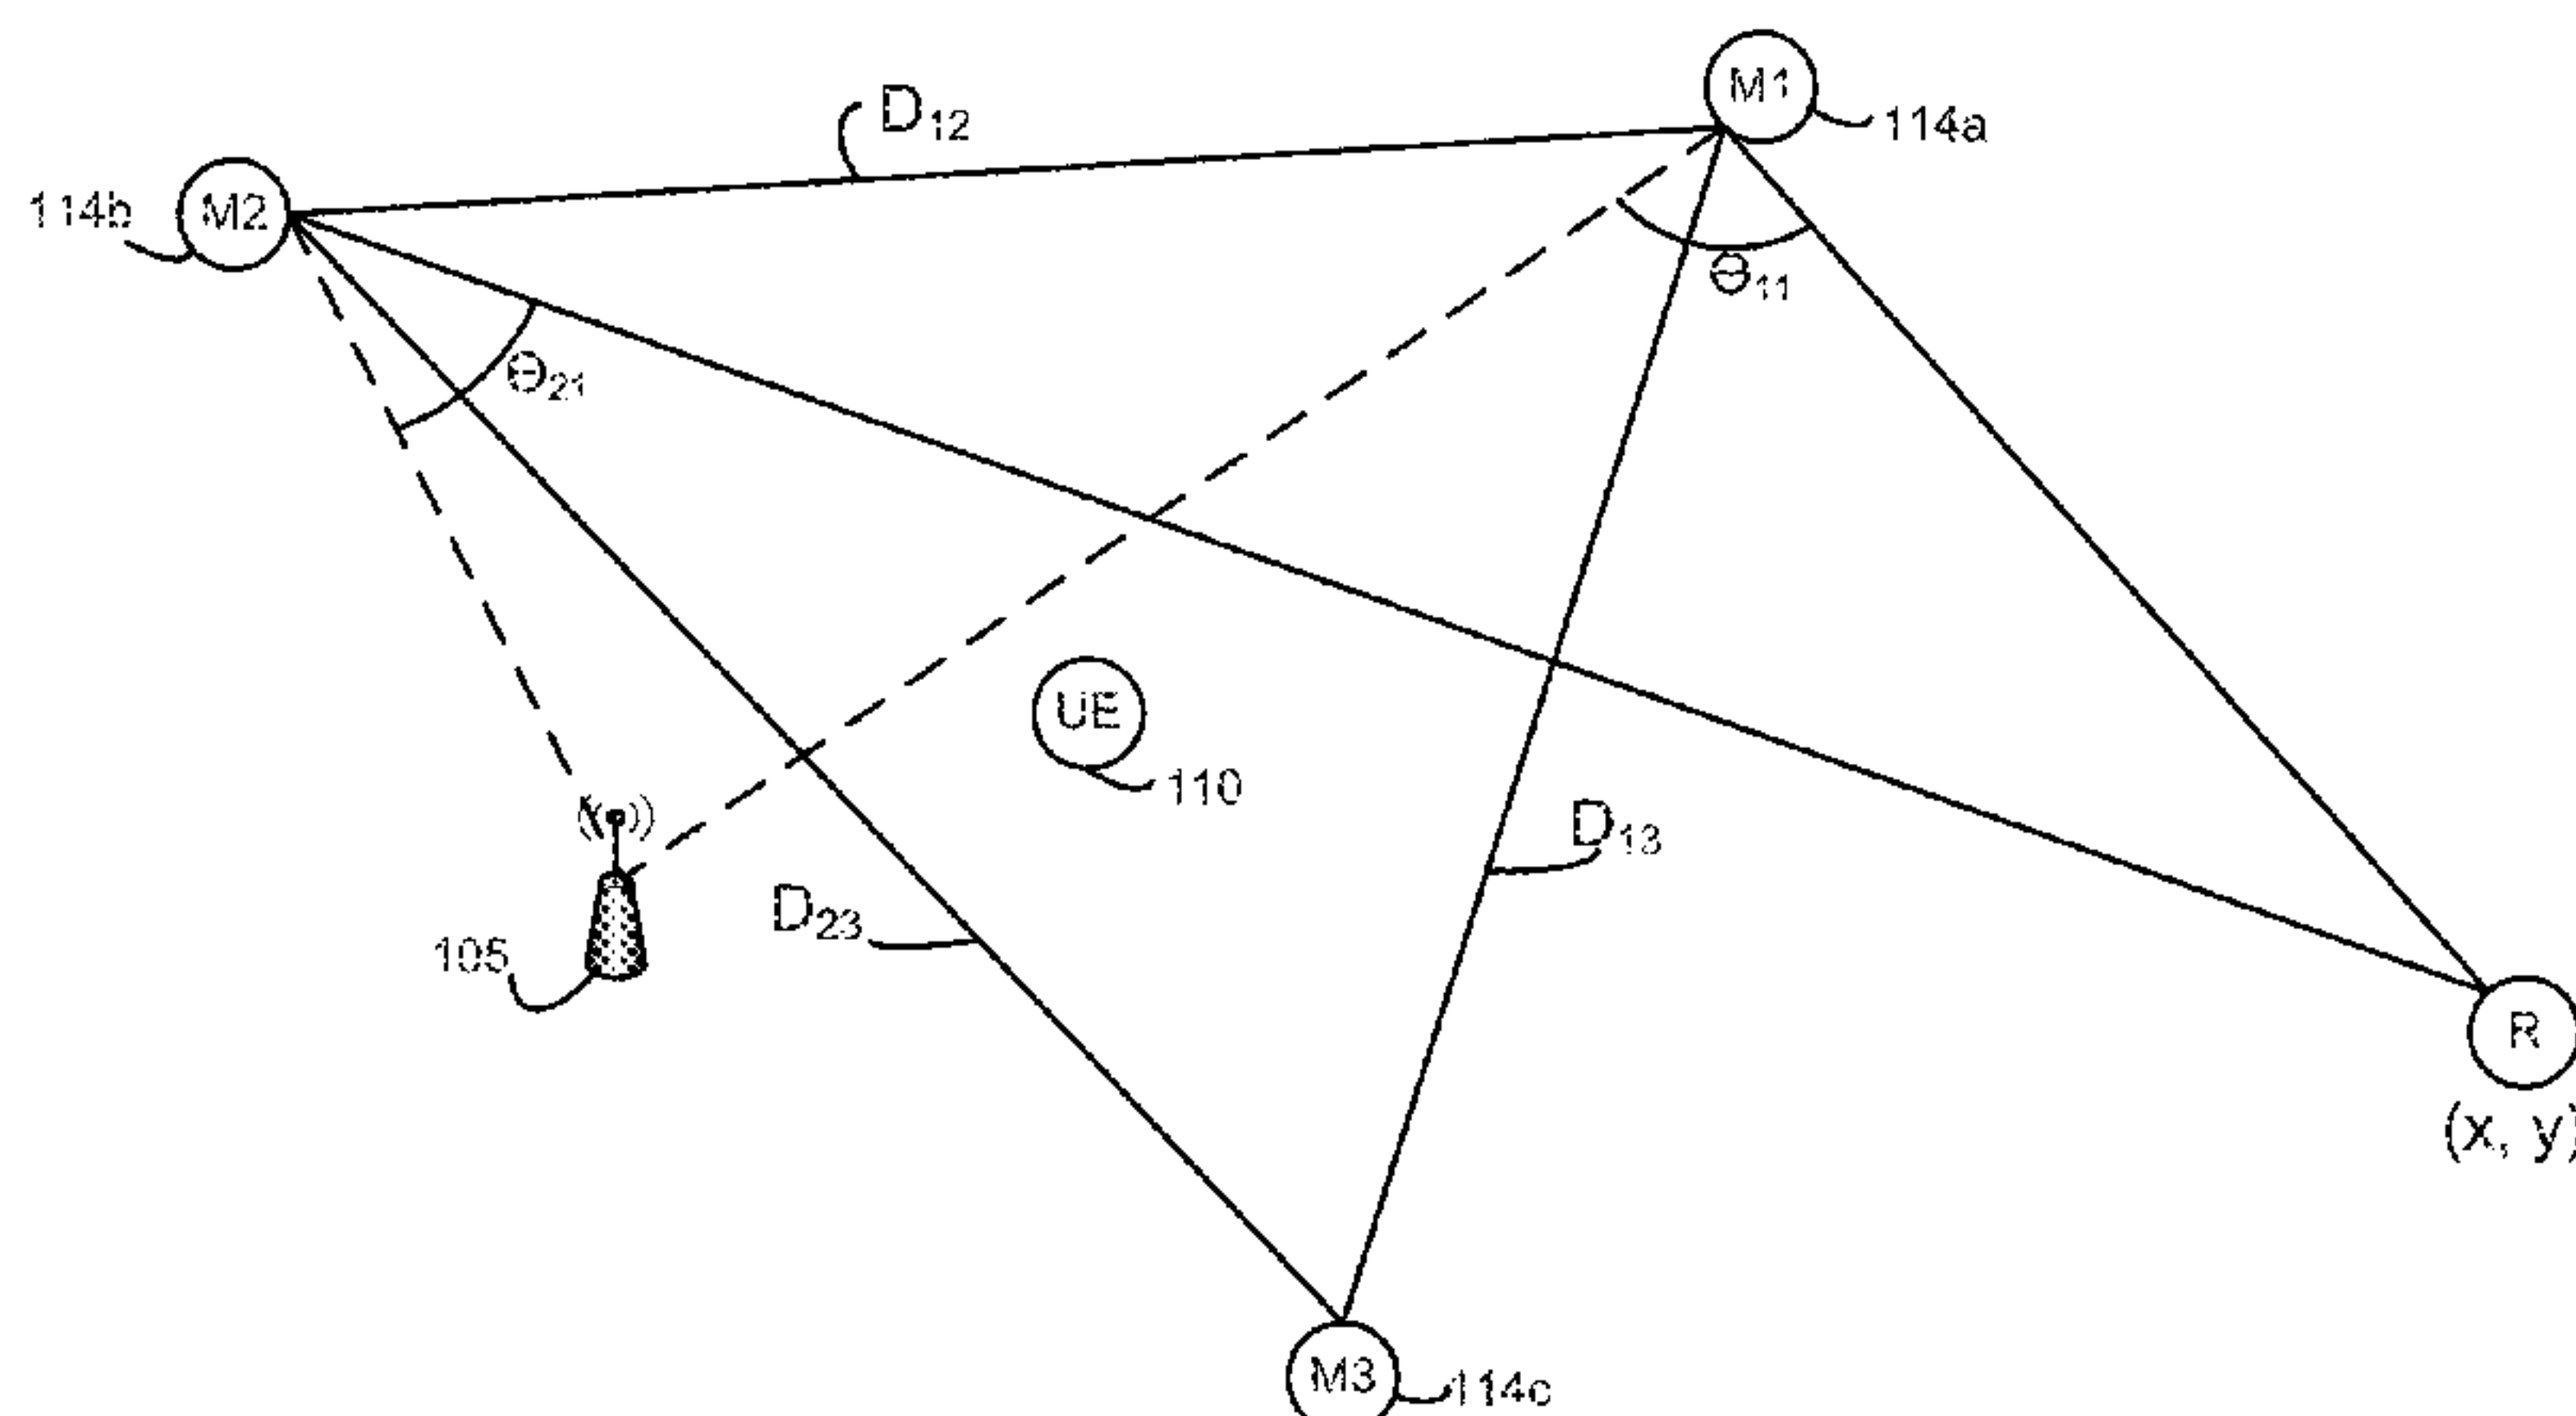 M1
D12
114a
M2
114b
Θ11
Θ21
UE
110
D13
D23
105
R
(x, y)
M3
114c